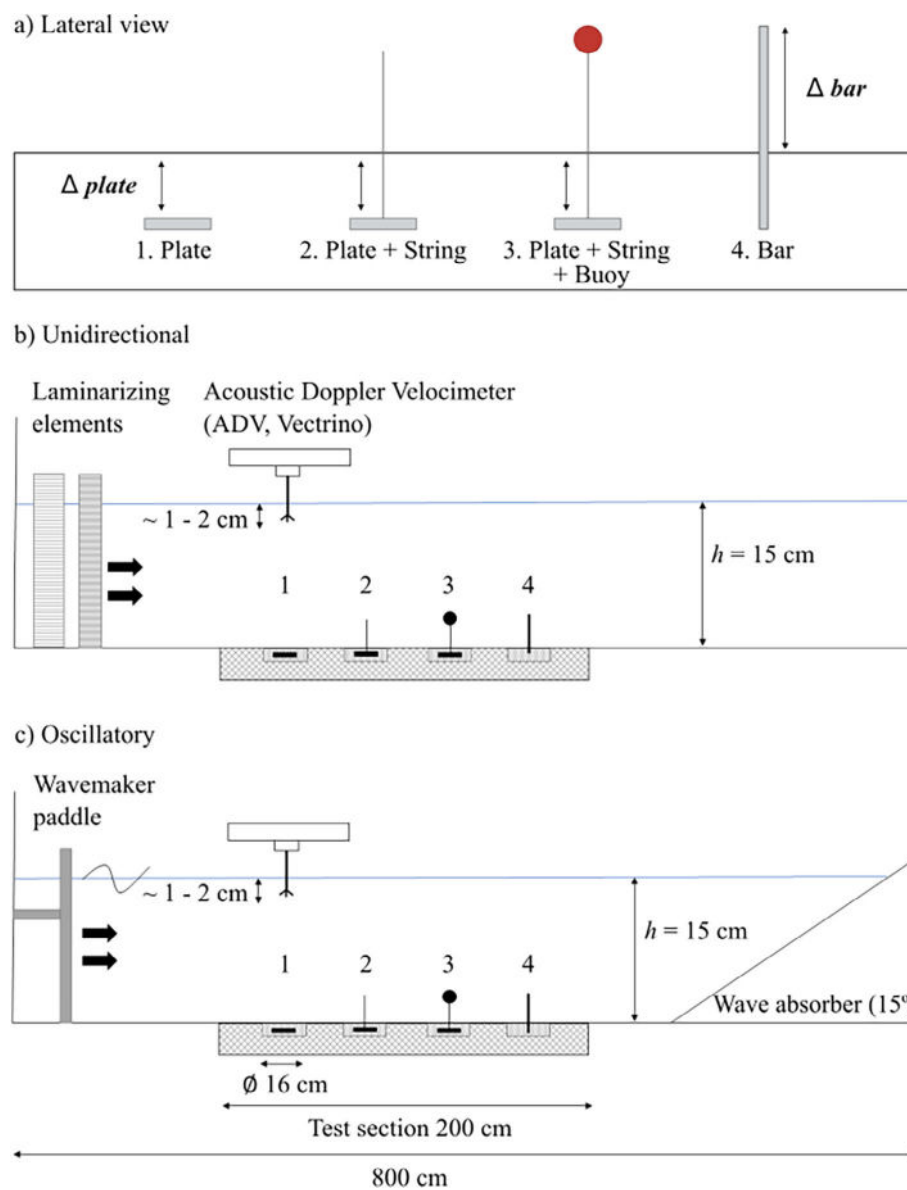 a) Lateral view
Δ bar
Δ plate
1. Plate
2. Plate + String
3. Plate + String
+ Buoy
4. Bar
b) Unidirectional
Laminarizing
elements
Acoustic Doppler Velocimeter
(ADV, Vectrino)
~ 1 - 2 cm
h = 15 cm
1 2 3 4
c) Oscillatory
Wavemaker
paddle
~ 1 - 2 cm
h = 15 cm
1 2 3 4
Wave absorber (15º
Ø 16 cm
Test section 200 cm
800 cm